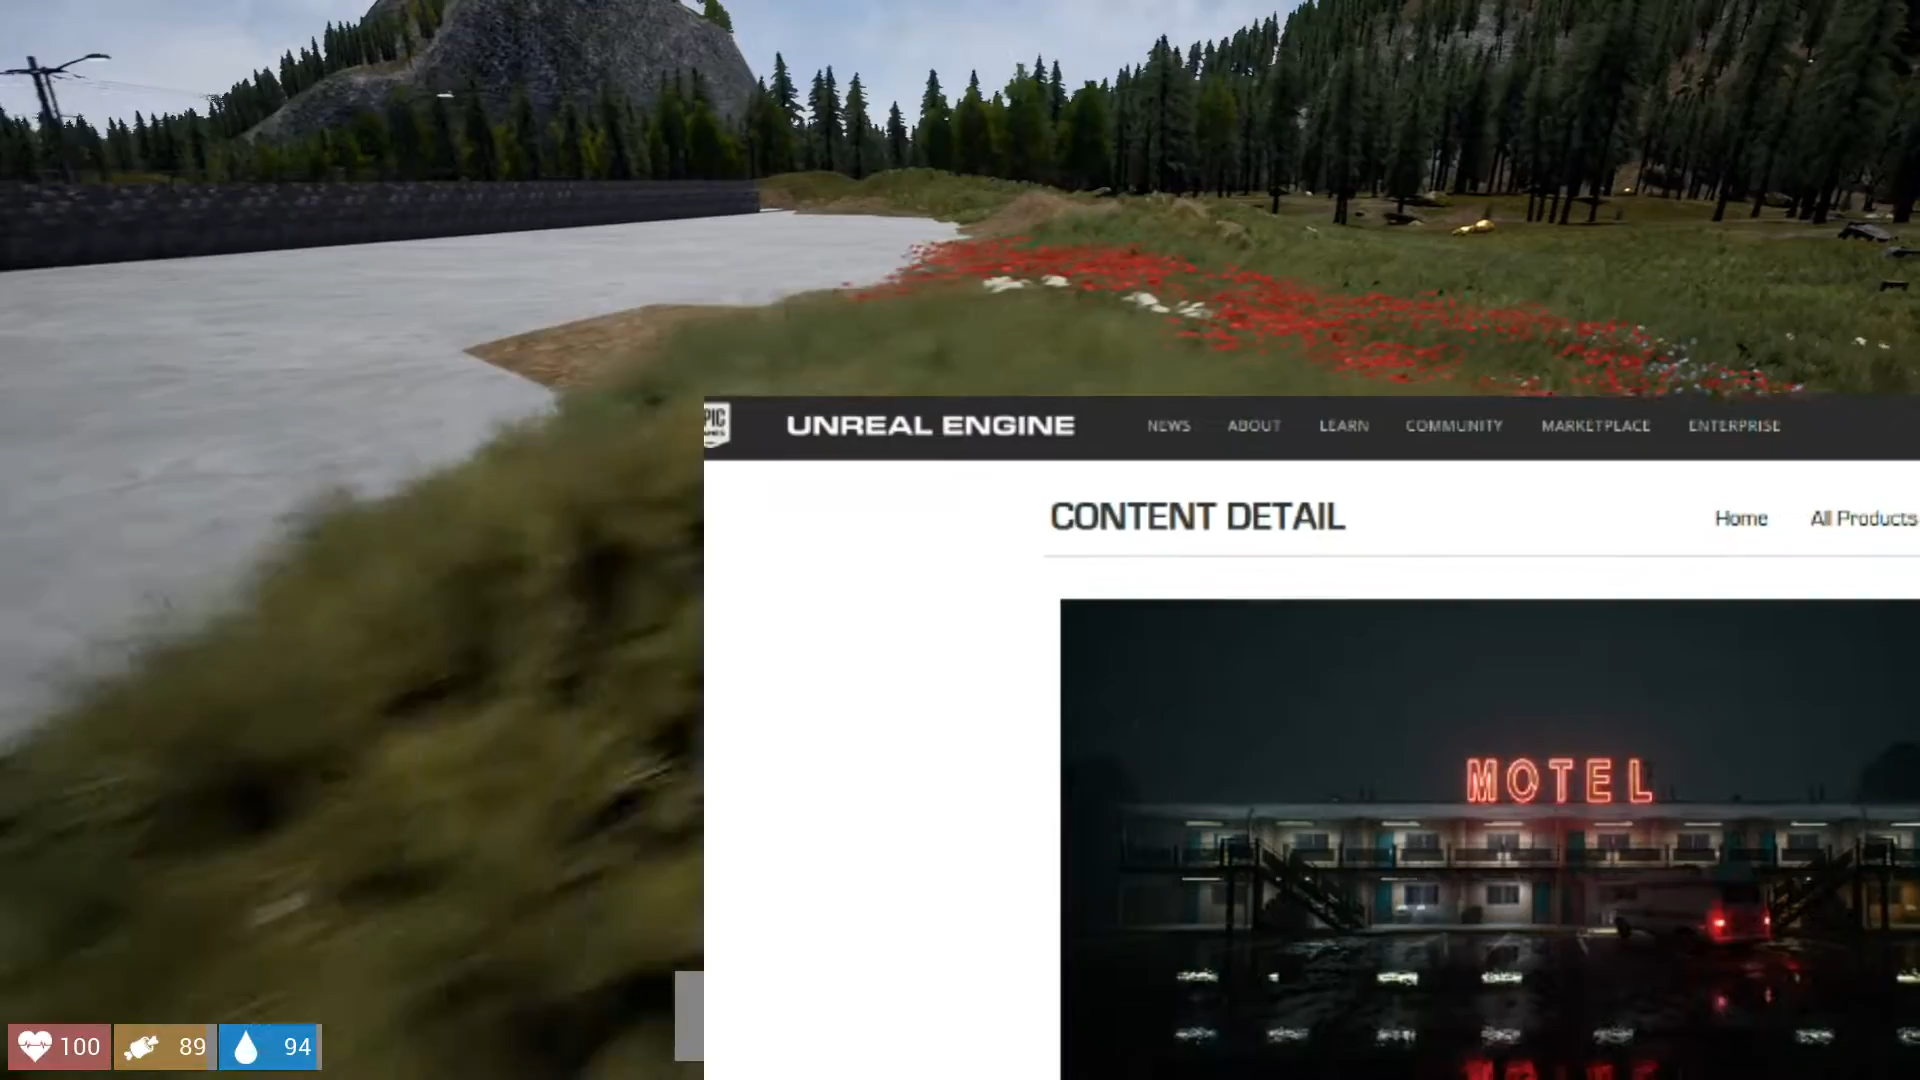 UNREAL ENGINE
NEWS ABOUT LEARN COMMUNITY MARKETPLACE ENTERPRISE
CONTENT DETAIL
Home All Products
MOTEL
100 89 94